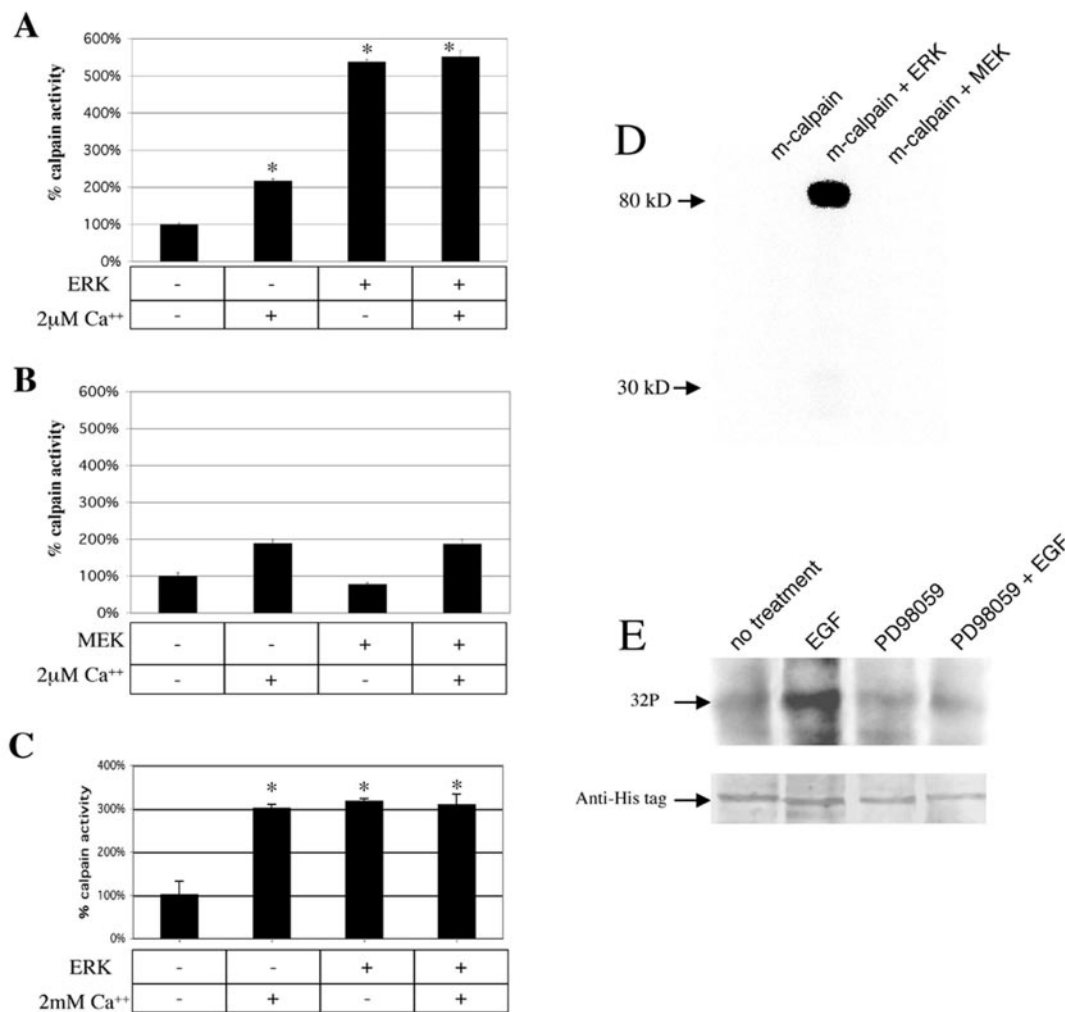 A
600%
500%
400%
300%
200%
100%
0%
% calpain activity
* * *
ERK - - + +
2μM Ca++ - + - +
B
600%
500%
400%
300%
200%
100%
0%
% calpain activity
MEK - - + +
2μM Ca++ - + - +
C
400%
300%
200%
100%
0%
% calpain activity
* * *
ERK - - + +
2mM Ca++ - + - +
D
m-calpain
m-calpain + ERK
m-calpain + MEK
80 kD
30 kD
E
no treatment
EGF
PD98059
PD98059 + EGF
32P
Anti-His tag